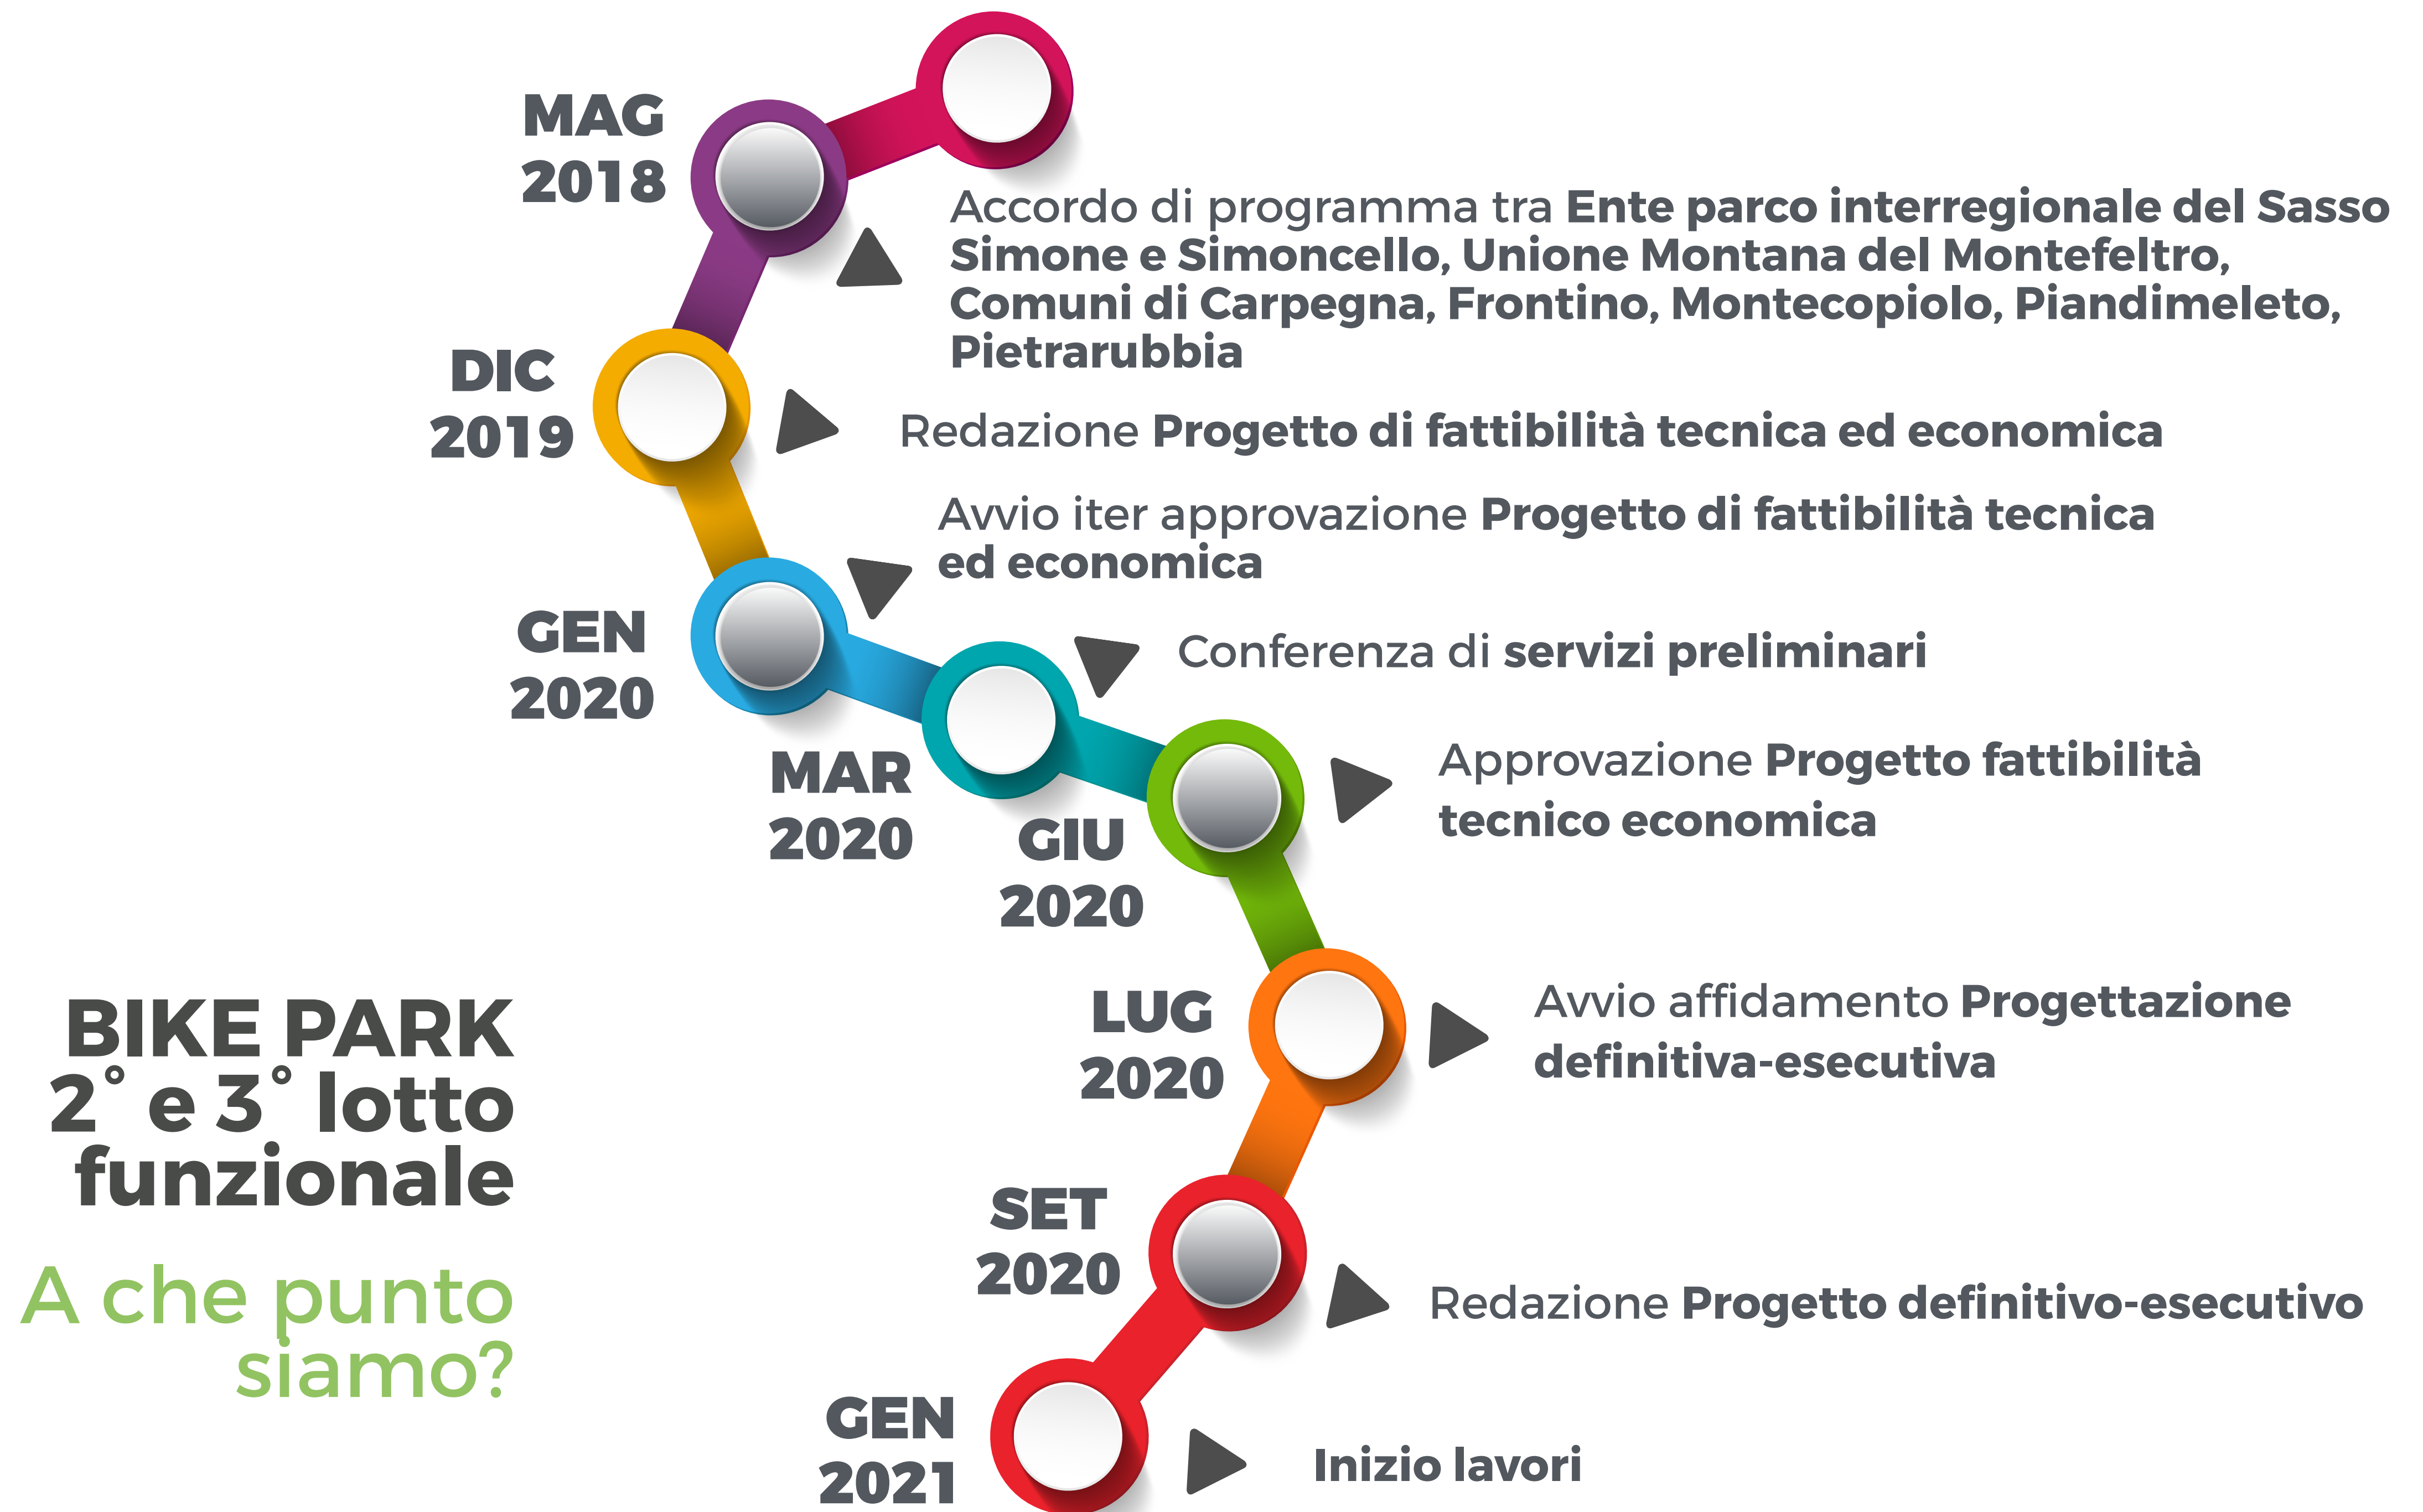 MAG
2018
Accordo di programma tra Ente parco interregionale del Sasso
Simone e Simoncello, Unione Montana del Montefeltro,
Comuni di Carpegna, Frontino, Montecopiolo, Piandimeleto,
Pietrarubbia
DIC
2019
Redazione Progetto di fattibilità tecnica ed economica
GEN
2020
Avvio iter approvazione Progetto di fattibilità tecnica
ed economica
MAR
2020
Conferenza di servizi preliminari
GIU
2020
Approvazione Progetto fattibilità
tecnico economica
LUG
2020
Avvio affidamento Progettazione
definitiva-esecutiva
SET
2020
Redazione Progetto definitivo-esecutivo
GEN
2021
Inizio lavori
BIKE PARK
2° e 3° lotto
funzionale
A che punto
siamo?